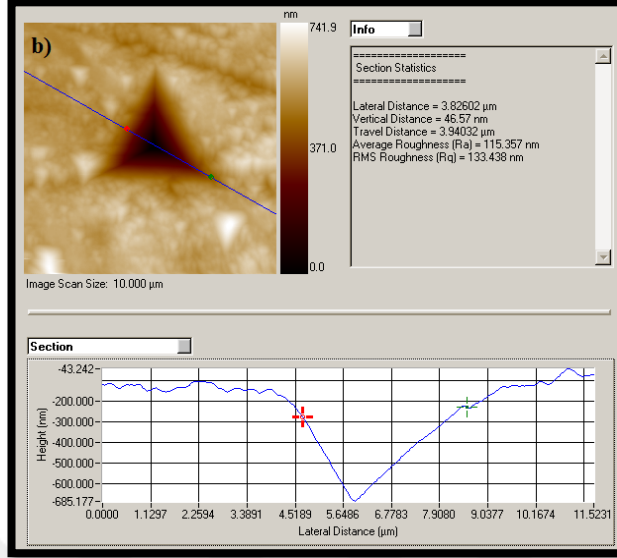 nm
741.9
b)
371.0
0.0
Image Scan Size: 10.000 µm
Info
===================
Section Statistics
===================
Lateral Distance = 3.82602 µm
Vertical Distance = 46.57 nm
Travel Distance = 3.94032 µm
Average Roughness (Ra) = 115.357 nm
RMS Roughness (Rq) = 133.438 nm
Section
Height (nm)
-43.242
-200.000
-300.000
-400.000
-500.000
-600.000
-685.177
0.0000 1.1297 2.2594 3.3891 4.5189 5.6486 6.7783 7.9080 9.0377 10.1674 11.5231
Lateral Distance (µm)